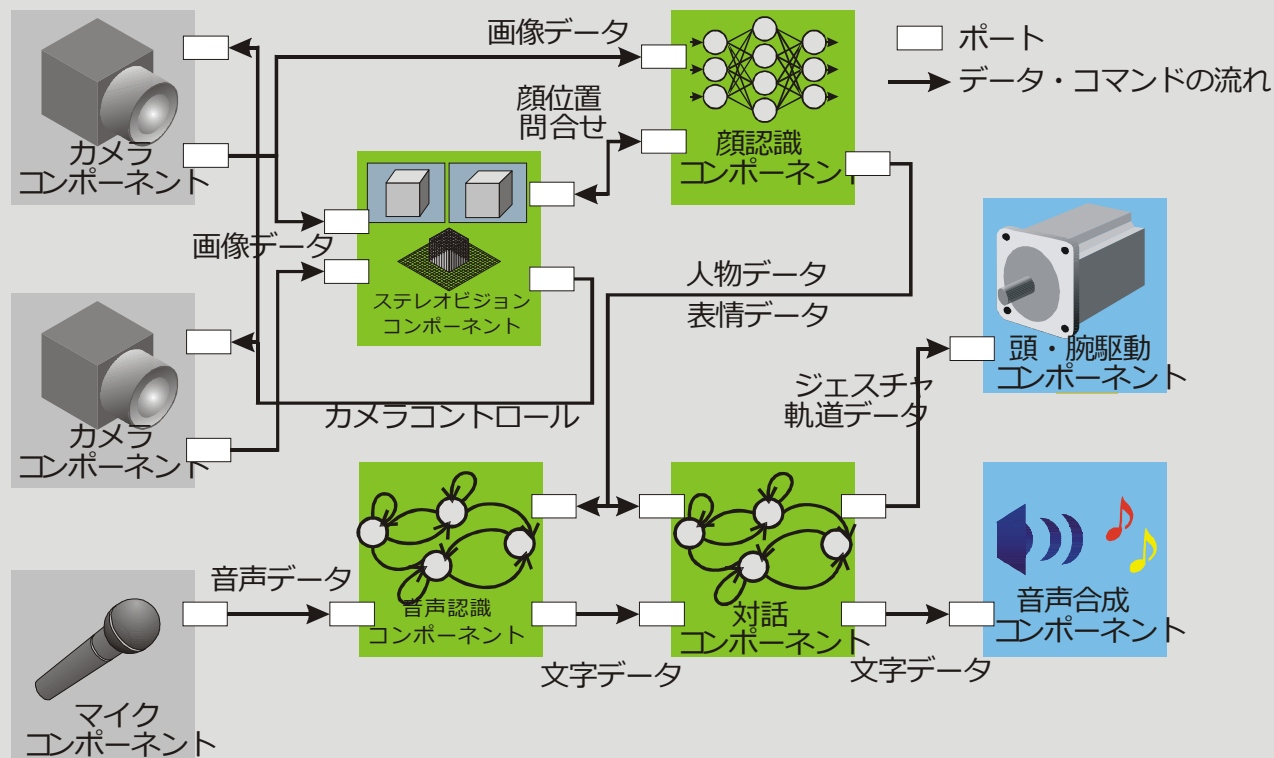 画像データ
ポート
データ・コマンドの流れ
顔位置
問合せ
カメラ
コンポーネント
顔認識
コンポーネント
画像データ
ステレオビジョン
コンポーネント
人物データ
表情データ
頭・腕駆動
コンポーネント
ジェスチャ
軌道データ
カメラコントロール
カメラ
コンポーネント
音声データ
音声認識
コンポーネント
対話
コンポーネント
音声合成
コンポーネント
文字データ
文字データ
マイク
コンポーネント